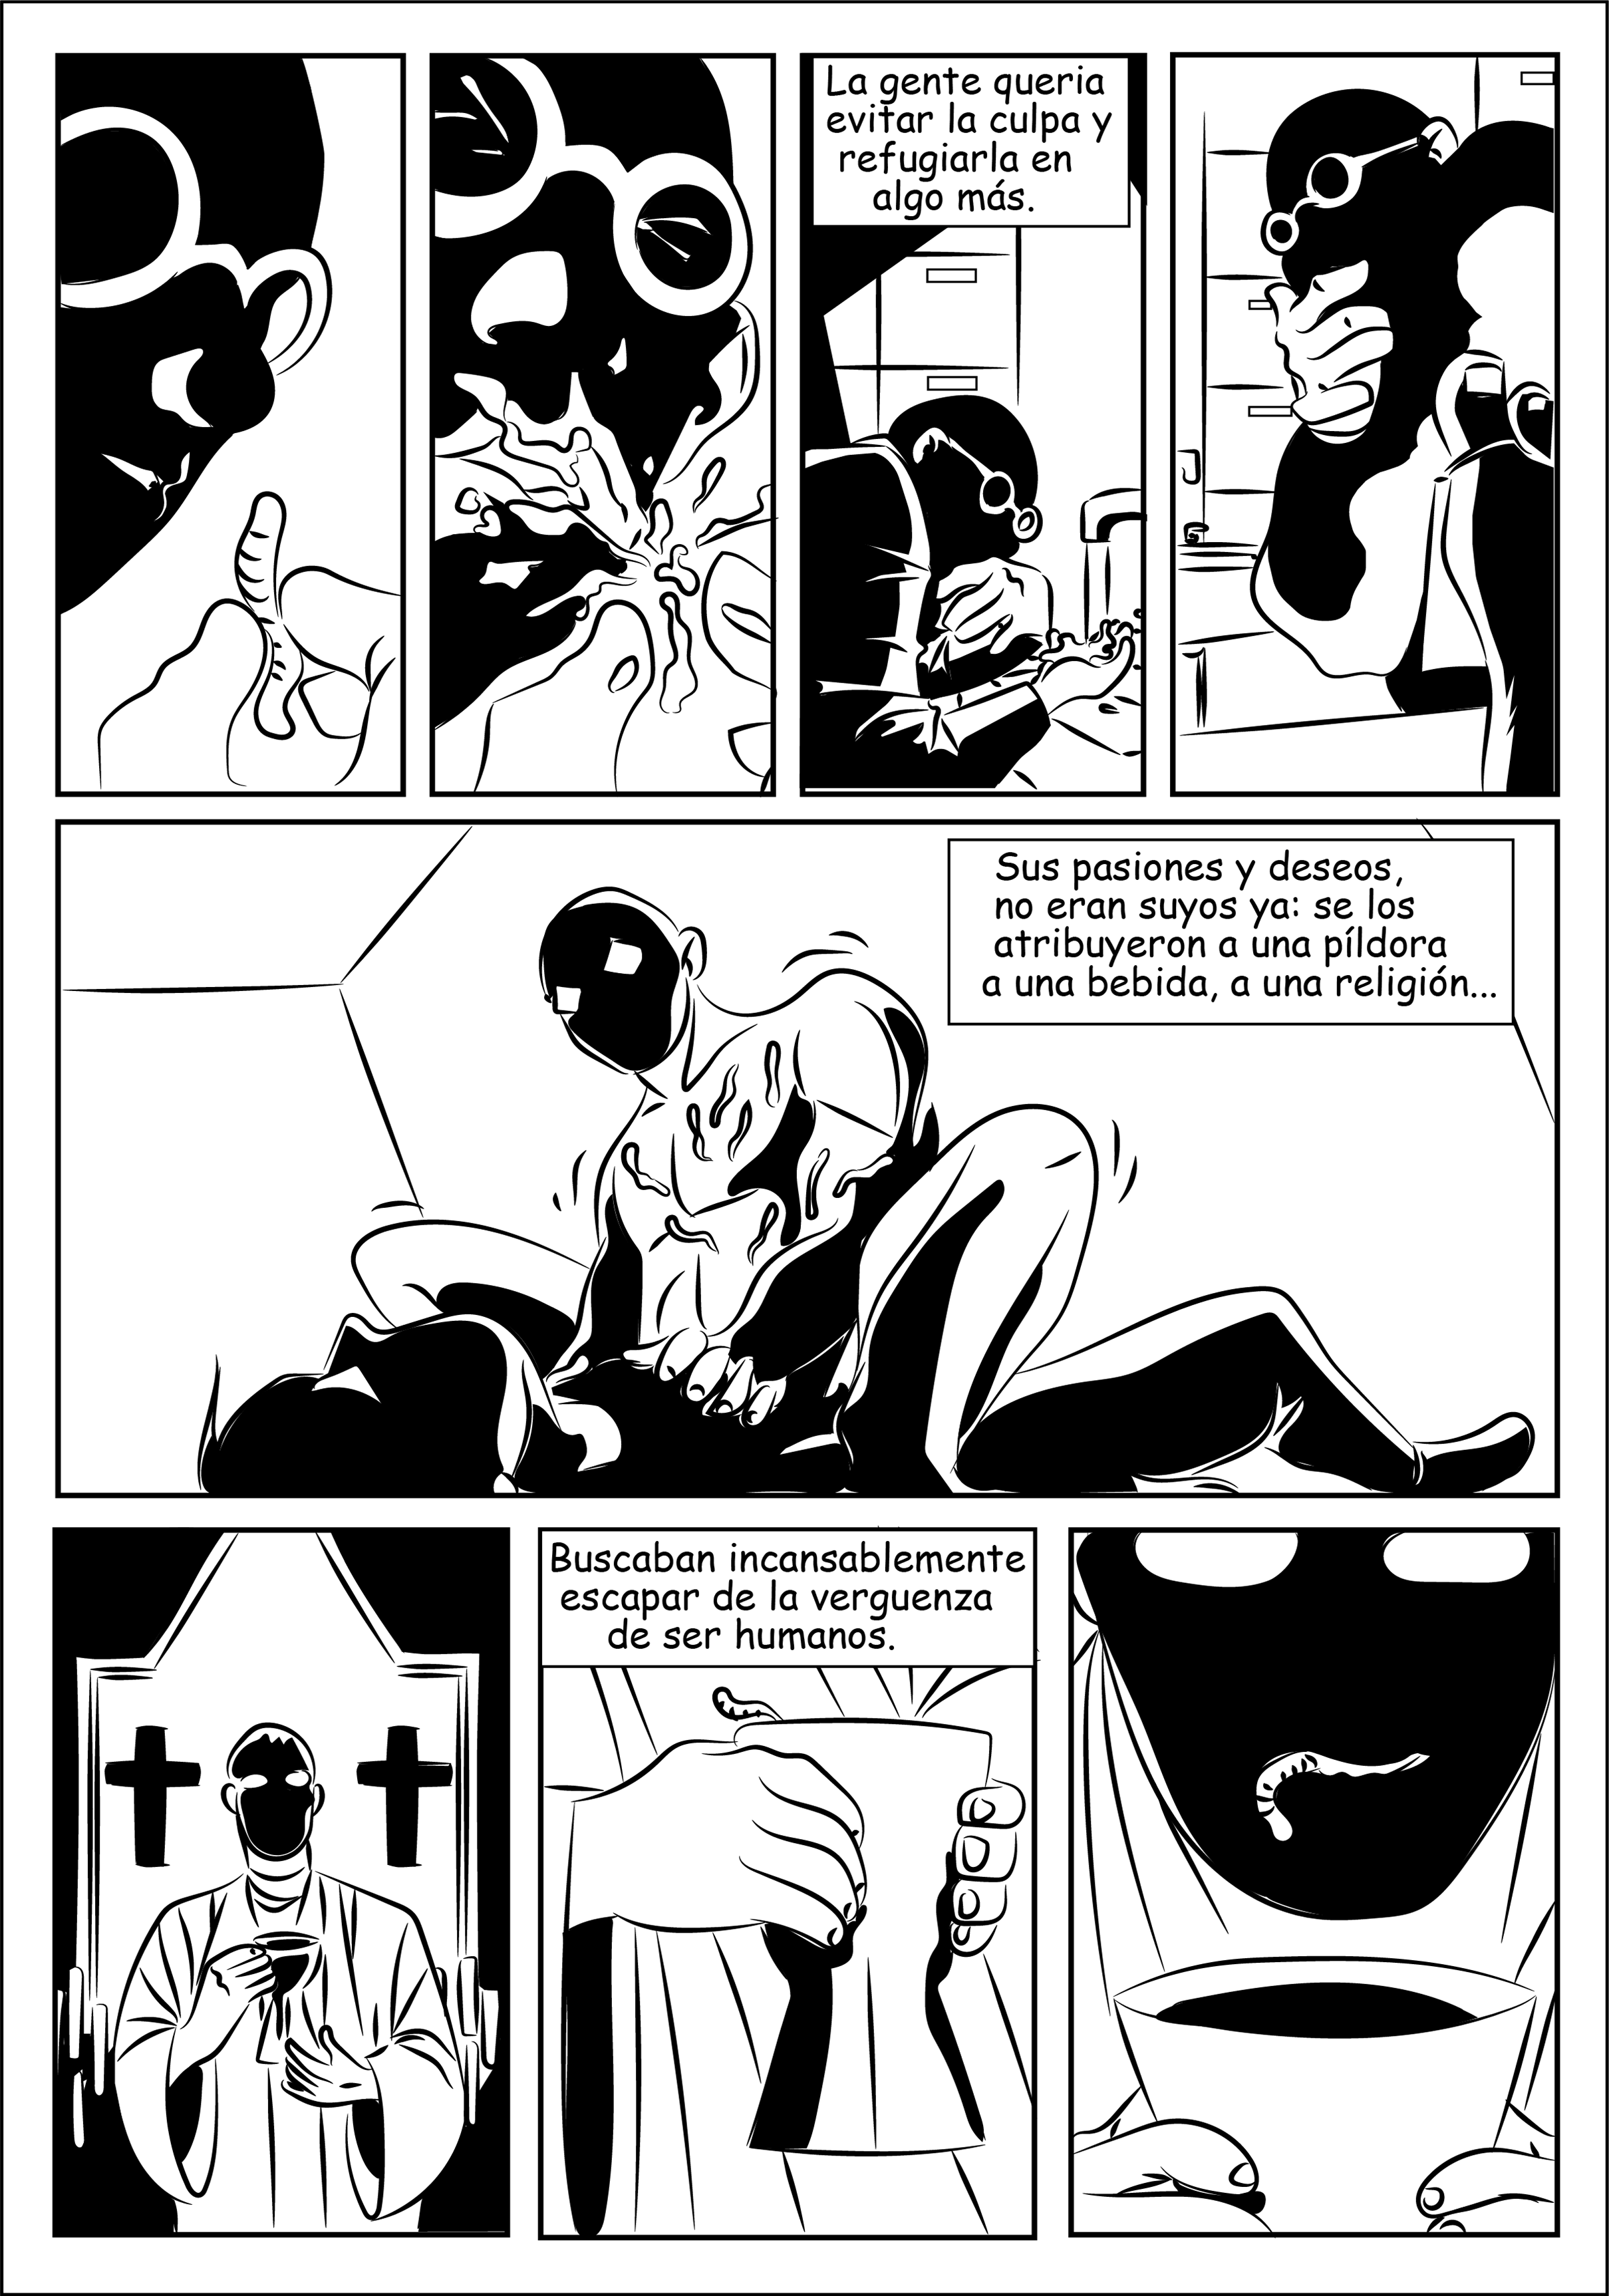 La gente queria
evitar la culpa y
refugiarla en
algo más.
Sus pasiones y deseos,
no eran suyos ya: se los
atribuyeron a una píldora
a una bebida, a una religión...
Buscaban incansablemente
escapar de la verguenza
de ser humanos.